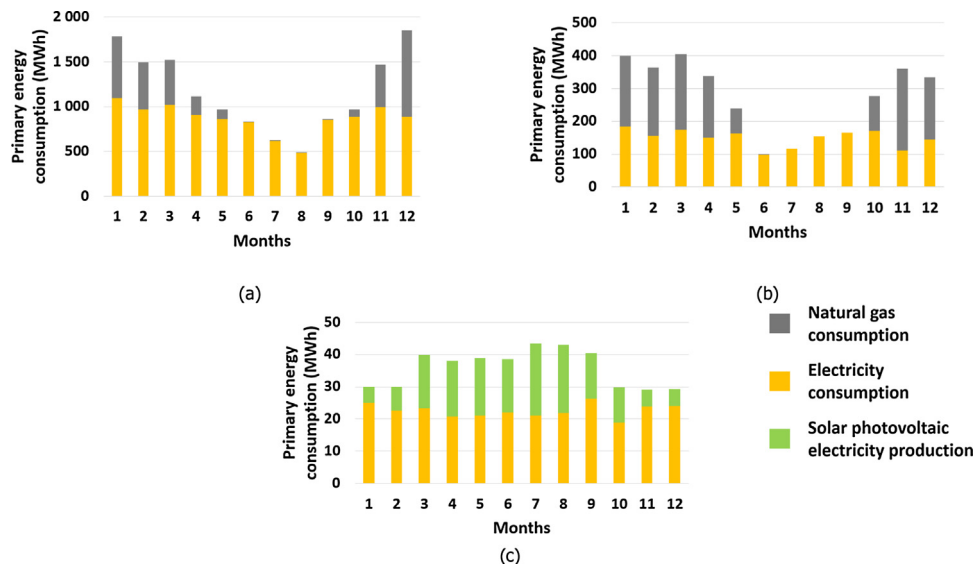 Primary energy
consumption (MWh)
2 000
1 500
1 000
500
0
1 2 3 4 5 6 7 8 9 10 11 12
Months
(a)
Primary energy
consumption (MWh)
500
400
300
200
100
0
1 2 3 4 5 6 7 8 9 10 11 12
Months
(b)
Primary energy
consumption (MWh)
50
40
30
20
10
0
1 2 3 4 5 6 7 8 9 10 11 12
Months
(c)
Natural gas
consumption
Electricity
consumption
Solar photovoltaic
electricity production